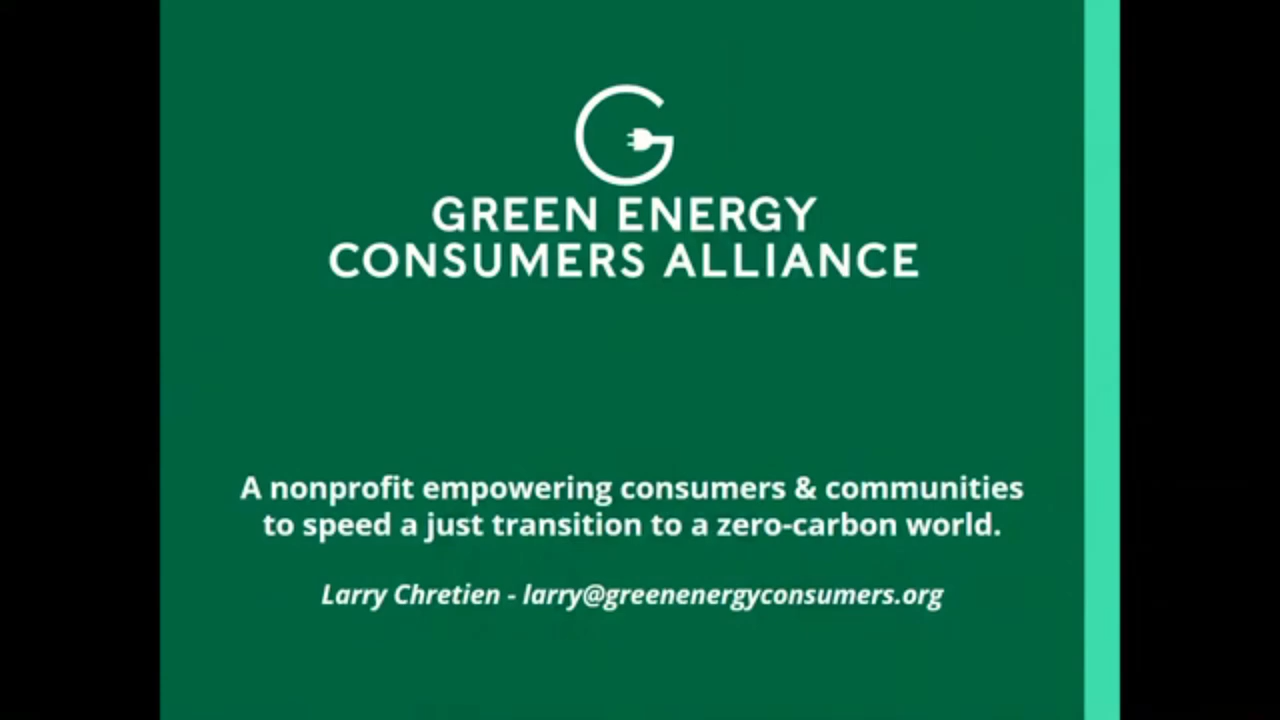 GREEN ENERGY
CONSUMERS ALLIANCE
A nonprofit empowering consumers & communities
to speed a just transition to a zero-carbon world.
Larry Chretien - larry@greenenergyconsumers.org